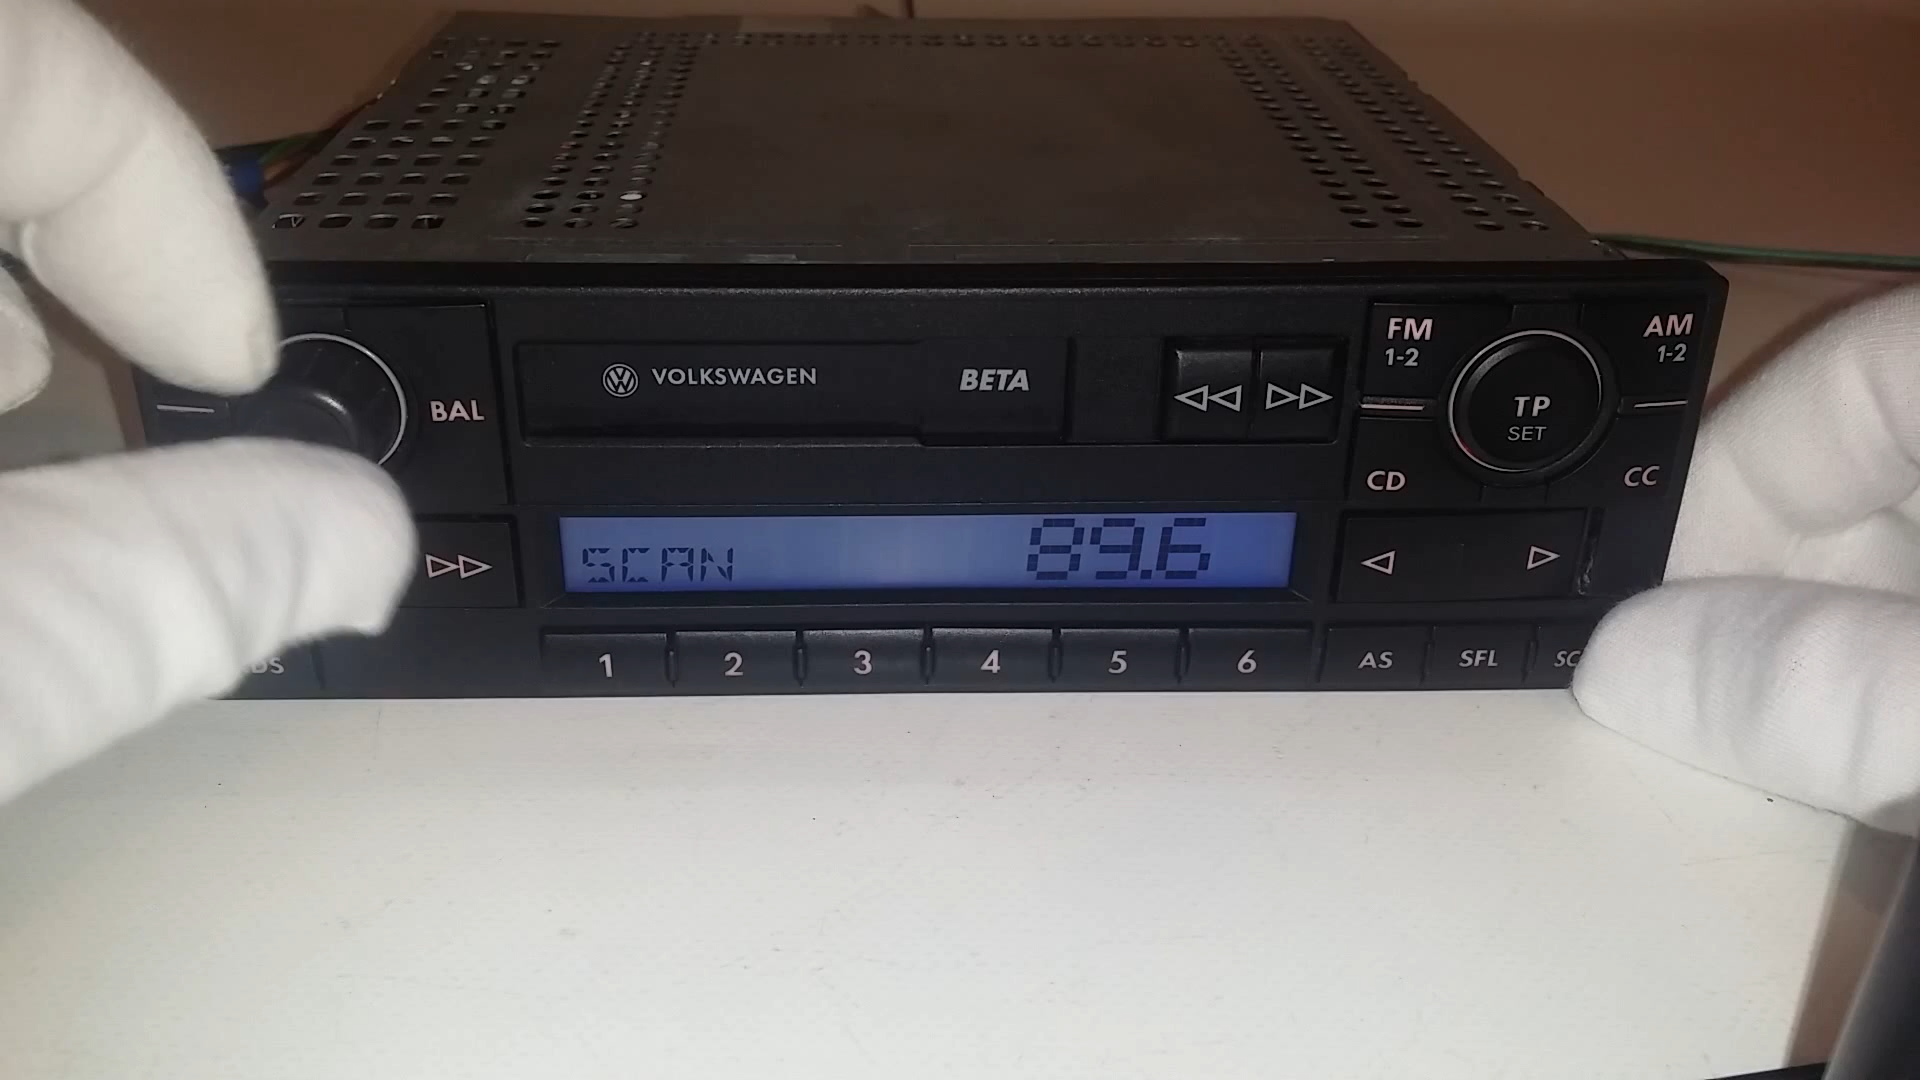 FM
1-2
AM
1-2
VOLKSWAGEN BETA
BAL
TP
SET
CD
CC
SCAN 89.6
1 2 3 4 5 6
AS SFL